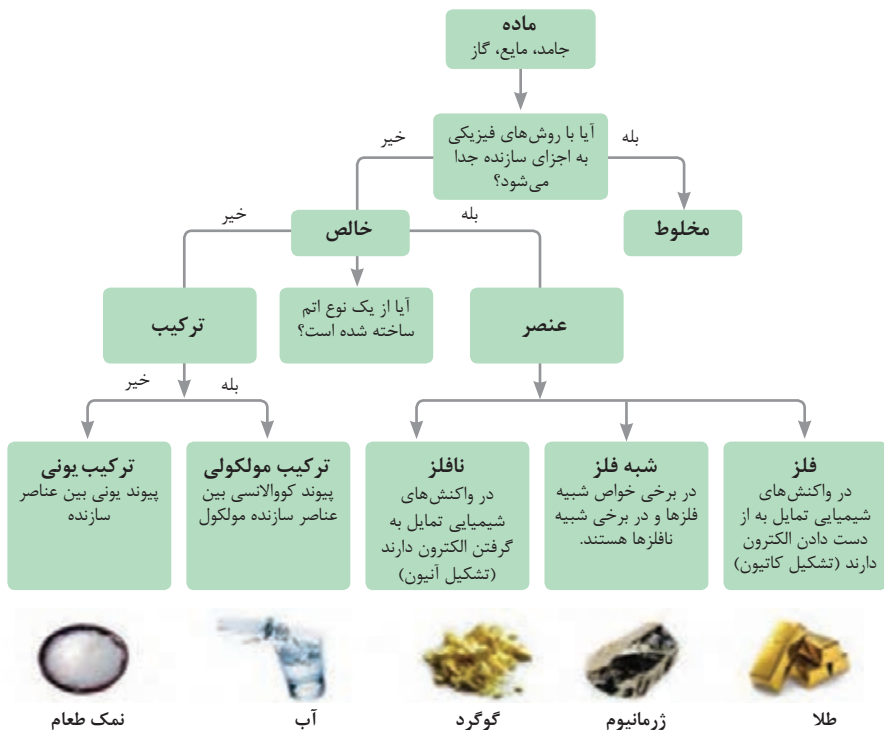 ماده
جامد، مایع، گاز
آیا با روش‌های فیزیکی
به اجزای سازنده جدا
می‌شود؟
بله
خیر
مخلوط
خالص
بله
خیر
آیا از یک نوع اتم
ساخته شده است؟
عنصر
ترکیب
بله
خیر
فلز
در واکنش‌های
شیمیایی تمایل به از
دست دادن الکترون
دارند (تشکیل کاتیون)
شبه فلز
در برخی خواص شبیه
فلزها و در برخی شبیه
نافلزها هستند.
نافلز
در واکنش‌های
شیمیایی تمایل به
گرفتن الکترون دارند
(تشکیل آنیون)
ترکیب مولکولی
پیوند کووالانسی بین
عناصر سازنده مولکول
ترکیب یونی
پیوند یونی بین عناصر
سازنده
طلا
ژرمانیوم
گوگرد
آب
نمک طعام